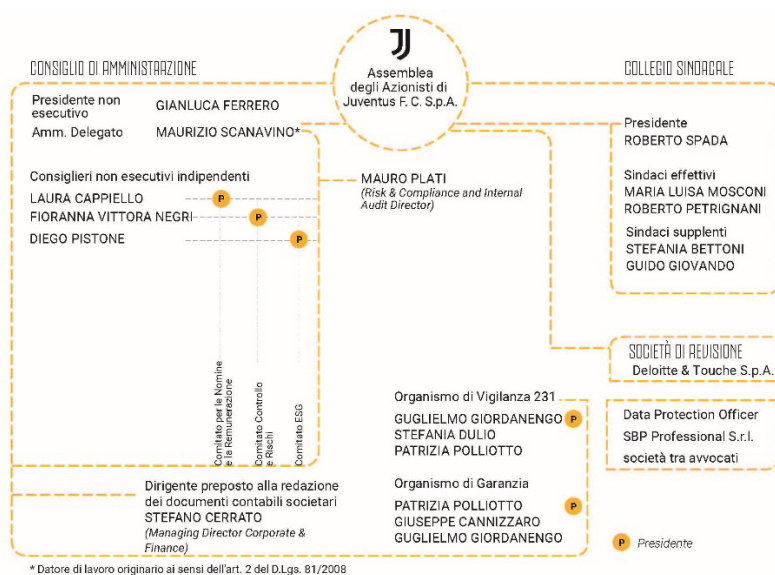 Assemblea
degli Azionisti di
Juventus F. C. S.p.A.
CONSIGLIO DI AMMINISTRAZIONE
Presidente non
esecutivo
GIANLUCA FERRERO
Amm. Delegato
MAURIZIO SCANAVINO*
Consiglieri non esecutivi indipendenti
LAURA CAPPIELLO
P
FIORANNA VITTORA NEGRI
P
DIEGO PISTONE
P
Comitato per le Nomine
e la Remunerazione
Comitato Controllo
e Rischi
Comitato ESG
MAURO PLATI
(Risk & Compliance and Internal
Audit Director)
COLLEGIO SINDACALE
Presidente
ROBERTO SPADA
Sindaci effettivi
MARIA LUISA MOSCONI
ROBERTO PETRIGNANI
Sindaci supplenti
STEFANIA BETTONI
GUIDO GIOVANDO
SOCIETÀ DI REVISIONE
Deloitte & Touche S.p.A.
Organismo di Vigilanza 231
GUGLIELMO GIORDANENGO
P
STEFANIA DULIO
PATRIZIA POLLIOTTO
Organismo di Garanzia
PATRIZIA POLLIOTTO
P
GIUSEPPE CANNIZZARO
GUGLIELMO GIORDANENGO
Data Protection Officer
SBP Professional S.r.l.
società tra avvocati
Dirigente preposto alla redazione
dei documenti contabili societari
STEFANO CERRATO
(Managing Director Corporate &
Finance)
P Presidente
* Datore di lavoro originario ai sensi dell'art. 2 del D.Lgs. 81/2008